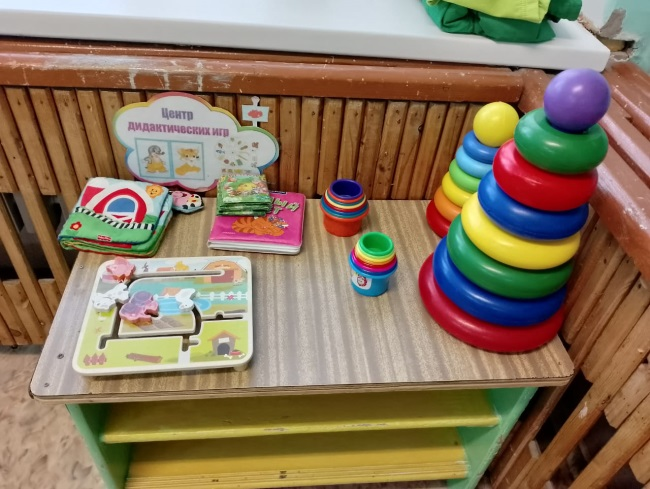 Центр
дидактических игр